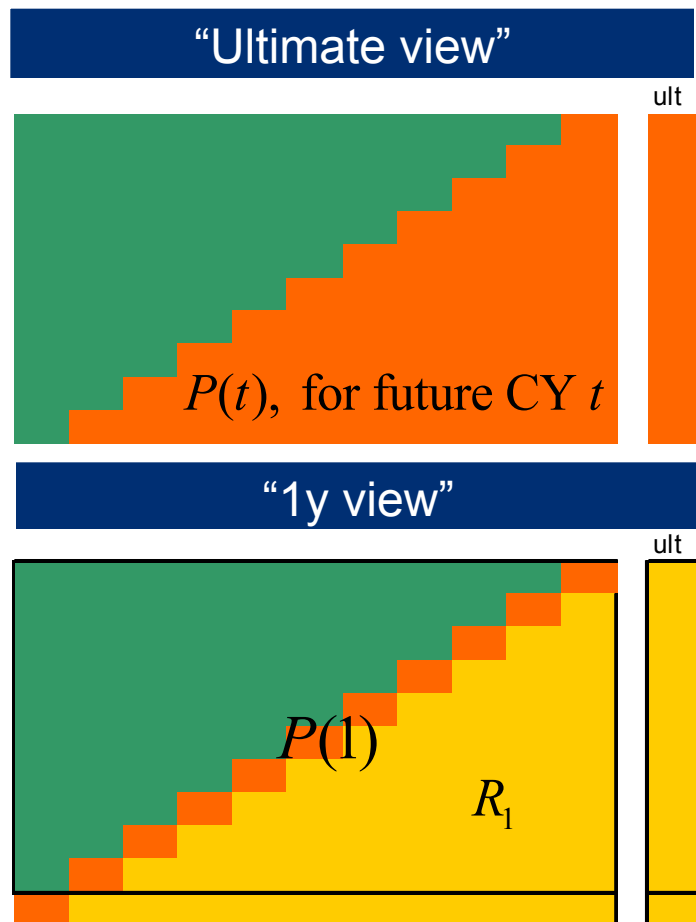 “Ultimate view”
ult
P(t), for future CY t
“1y view”
ult
P(1)
R₁